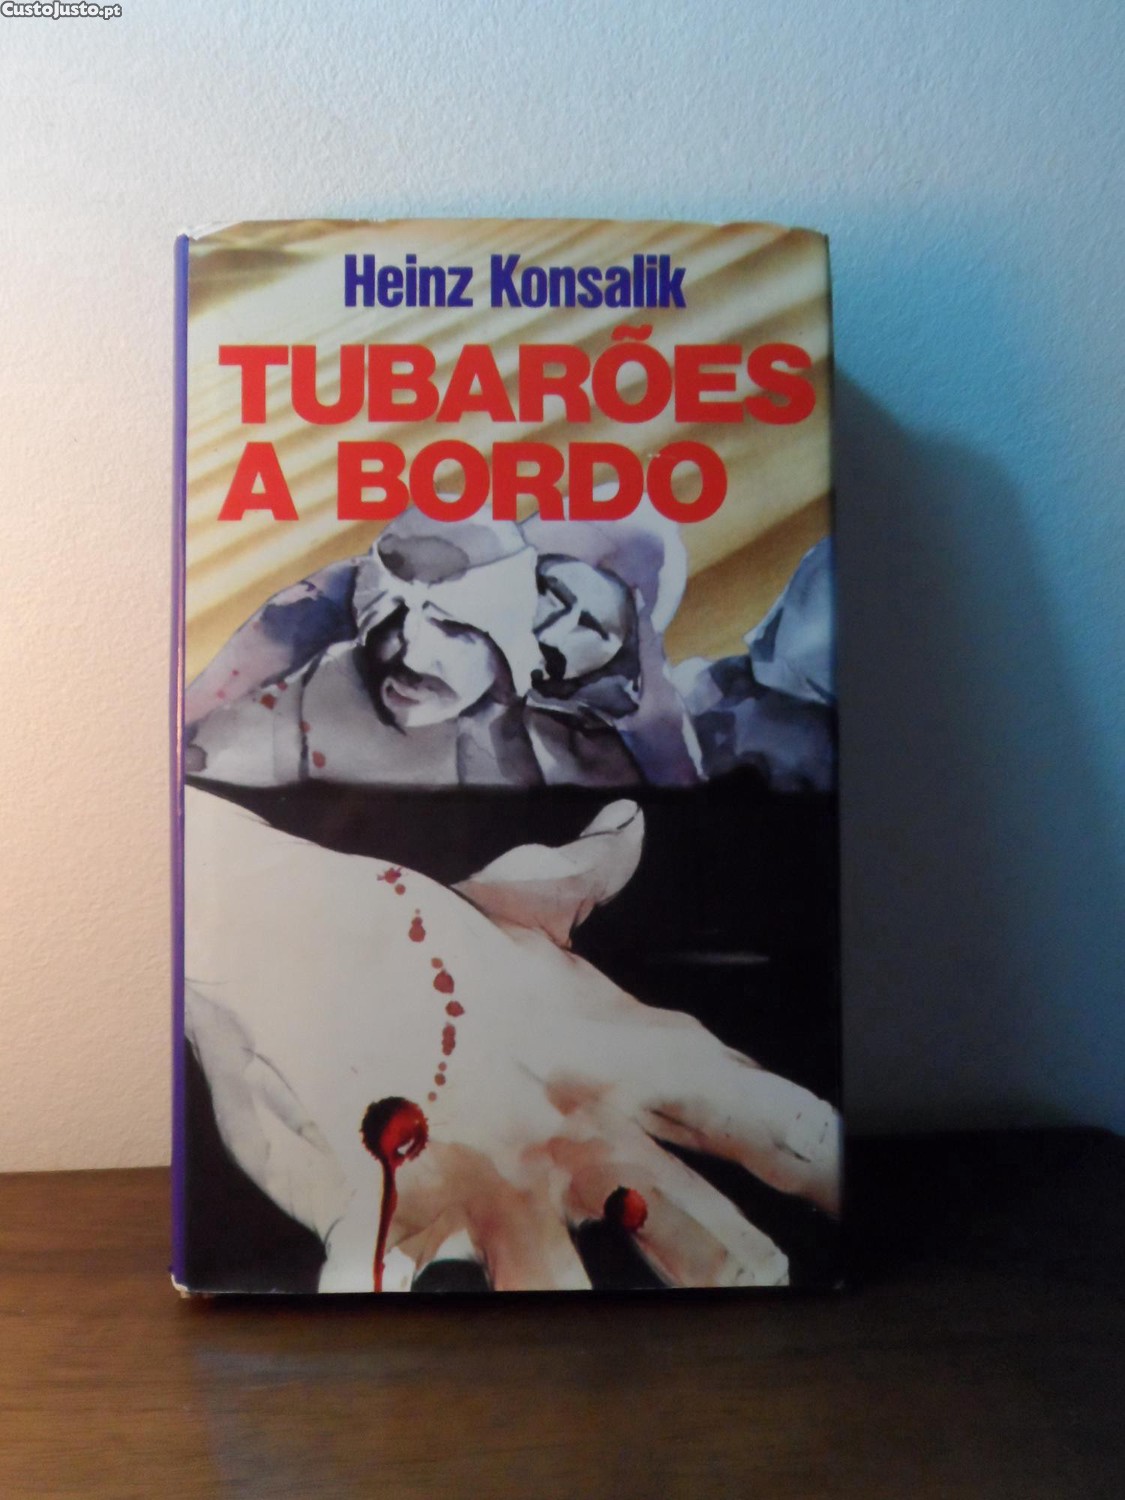 CustoJusto.pt
Heinz Konsalik
TUBARÕES
A BORDO